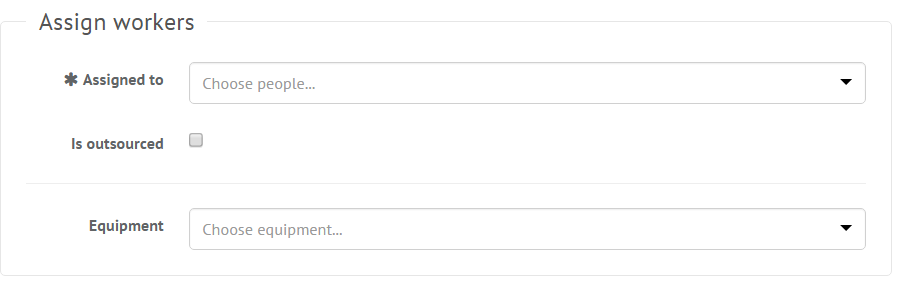 Assign workers
✱ Assigned to
Choose people...
Is outsourced
Equipment
Choose equipment...